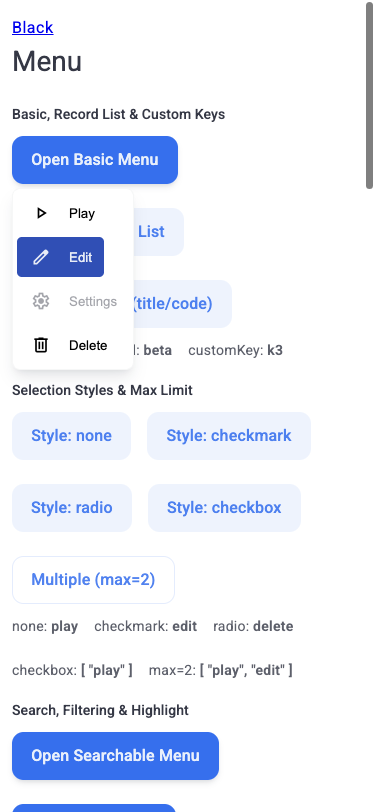 Black
Menu
Basic, Record List & Custom Keys
Open Basic Menu
Play
List
Edit
Settings
(title/code)
Delete
: beta customKey: k3
Selection Styles & Max Limit
Style: none Style: checkmark
Style: radio Style: checkbox
Multiple (max=2)
none: play checkmark: edit radio: delete
checkbox: [ "play" ] max=2: [ "play", "edit" ]
Search, Filtering & Highlight
Open Searchable Menu